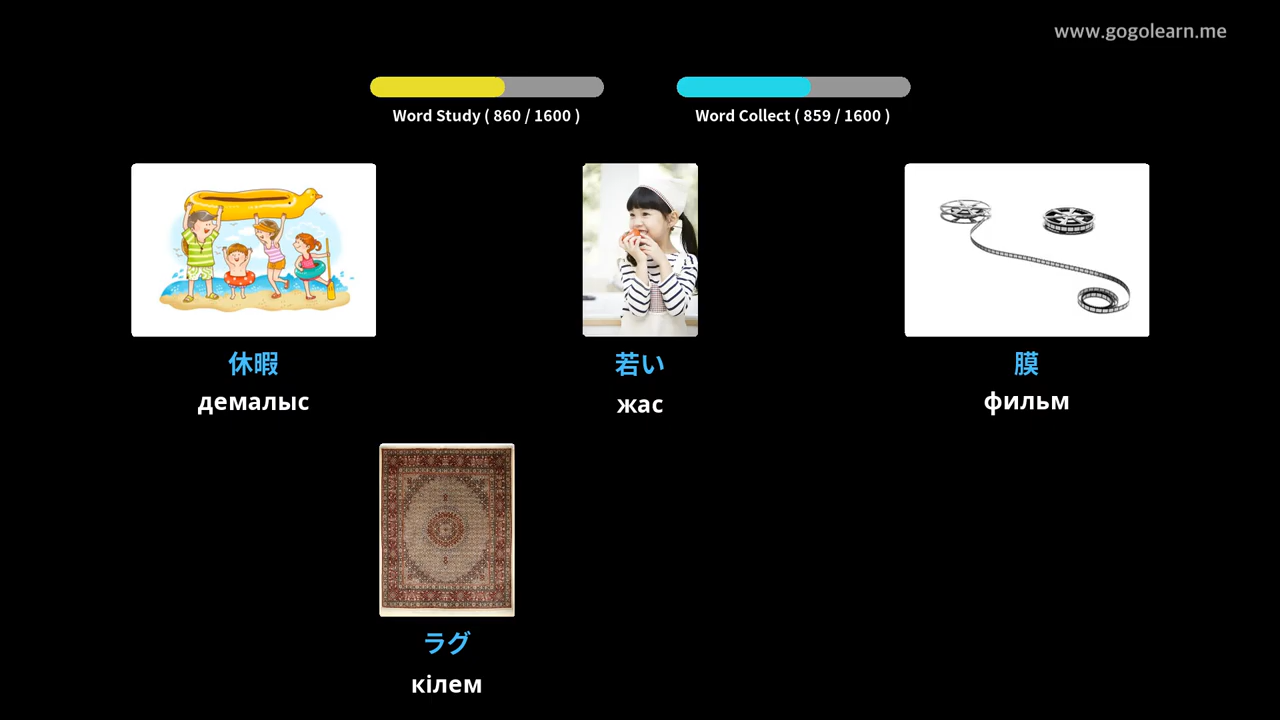 www.gogolearn.me
Word Study ( 860 / 1600 )
Word Collect ( 859 / 1600 )
休暇
демалыс
若い
жас
膜
фильм
ラグ
кілем